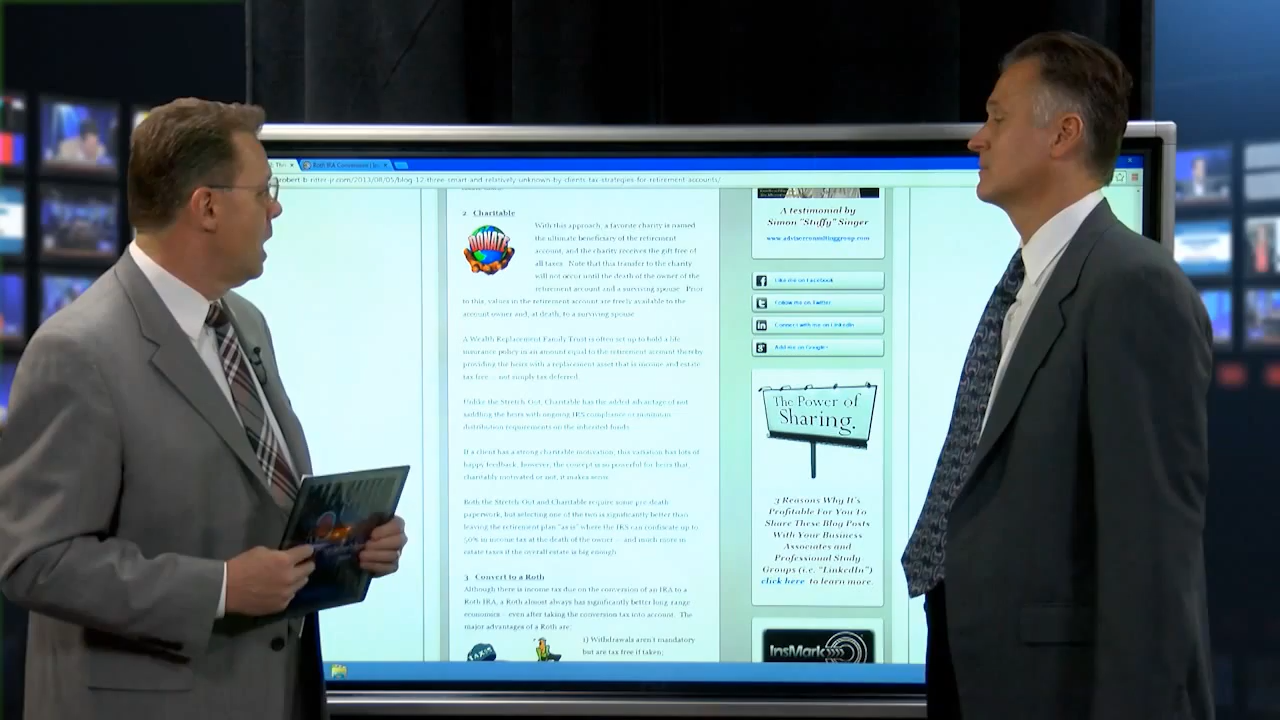 Roth IRA Conversions | In
robert-b-ritter-jr.com/2013/08/05/blog-12-three-smart-and-relatively-unknown-by-clients-tax-strategies-for-retirement-accounts/
2. Charitable
DONATE
With this approach, a favorite charity is named
the ultimate beneficiary of the retirement
account, and the charity receives the gift free of
all taxes. Note that this transfer to the charity
will not occur until the death of the owner of the
retirement account and a surviving spouse. Prior
to this, values in the retirement account are freely available to the
account owner and, at death, to a surviving spouse.
A Wealth Replacement Family Trust is often set up to hold a life
insurance policy in an amount equal to the retirement account thereby
providing the heirs with a replacement asset that is income and estate
tax free -- not simply tax deferred.
Unlike the Stretch-Out, Charitable has the added advantage of not
saddling the heirs with ongoing IRS compliance or minimum
distribution requirements on the inherited funds.
If a client has a strong charitable motivation, this variation has lots of
happy feedback; however, the concept is so powerful for heirs that,
charitably motivated or not, it makes sense.
Both the Stretch-Out and Charitable require some pre-death
paperwork, but selecting one of the two is significantly better than
leaving the retirement plan "as is" where the IRS can confiscate up to
50% in income tax at the death of the owner -- and much more in
estate taxes if the overall estate is big enough.
3. Convert to a Roth
Although there is income tax due on the conversion of an IRA to a
Roth IRA, a Roth almost always has significantly better long-range
economics -- even after taking the conversion tax into account. The
major advantages of a Roth are:
i) Withdrawals aren't mandatory
but are tax free if taken;
A testimonial by
Simon "Stuffy" Singer
www.advisorconsultinggroup.com
Like me on Facebook
Follow me on Twitter
Connect with me on LinkedIn
Add me on Google+
The Power of
Sharing.
3 Reasons Why It's
Profitable For You To
Share These Blog Posts
With Your Business
Associates and
Professional Study
Groups (i.e. "LinkedIn")
click here to learn more.
InsMark